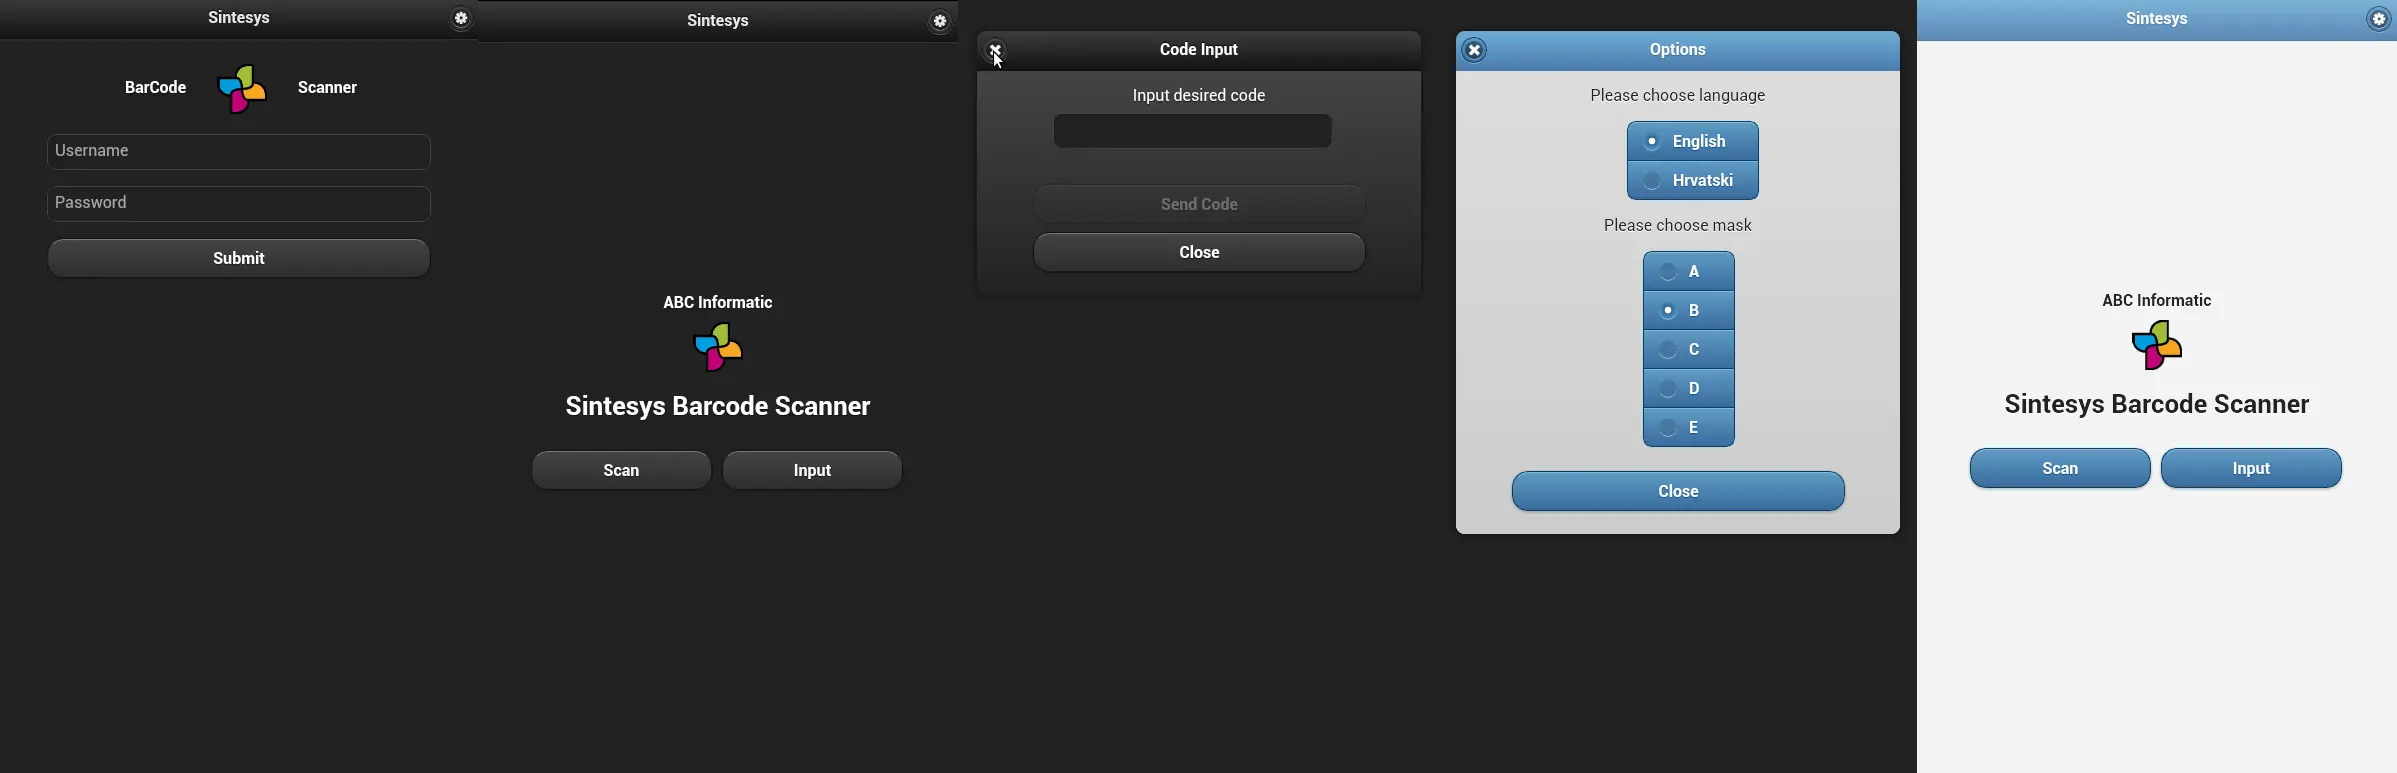 Sintesys
BarCode Scanner
Username
Password
Submit
Sintesys
ABC Informatic
Sintesys Barcode Scanner
Scan Input
Code Input
Input desired code
Send Code
Close
Options
Please choose language
English
Hrvatski
Please choose mask
A
B
C
D
E
Close
Sintesys
ABC Informatic
Sintesys Barcode Scanner
Scan Input